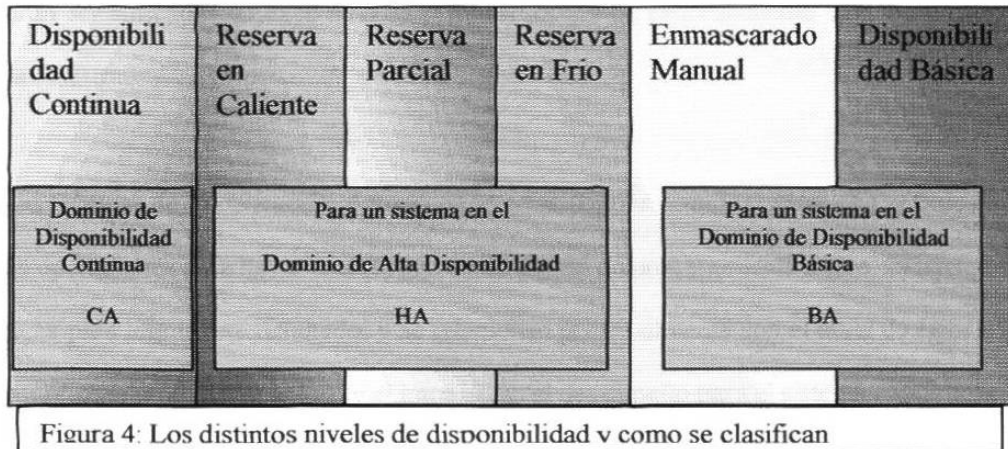 Disponibili
dad
Continua
Reserva
en
Caliente
Reserva
Parcial
Reserva
en Frio
Enmascarado
Manual
Disponibili
dad Básica
Dominio de
Disponibilidad
Continua
CA
Para un sistema en el
Dominio de Alta Disponibilidad
HA
Para un sistema en el
Dominio de Disponibilidad
Básica
BA
Figura 4: Los distintos niveles de disponibilidad y como se clasifican